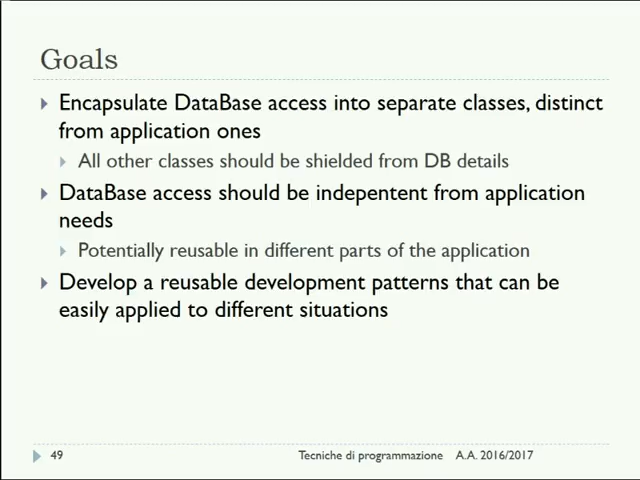 Goals
Encapsulate DataBase access into separate classes, distinct
from application ones
All other classes should be shielded from DB details
DataBase access should be indepentent from application
needs
Potentially reusable in different parts of the application
Develop a reusable development patterns that can be
easily applied to different situations
49 Tecniche di programmazione A.A. 2016/2017